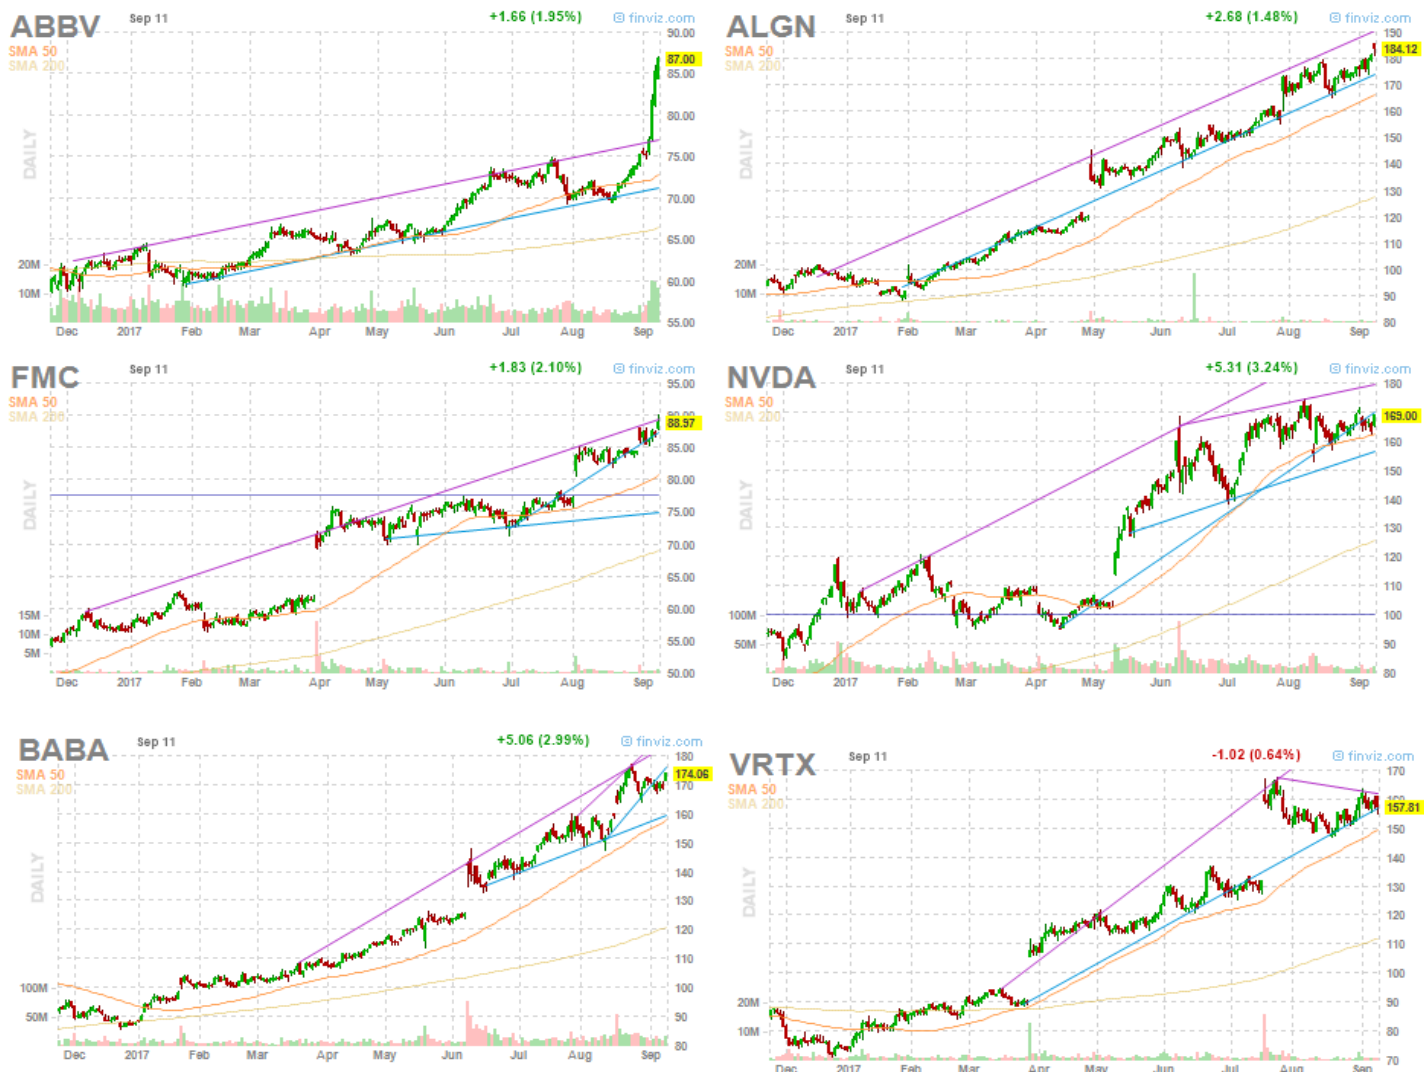 ABBV Sep 11 +1.66 (1.95%) © finviz.com
SMA 50
SMA 200
DAILY
90.00
87.00
85.00
80.00
75.00
70.00
65.00
60.00
55.00
20M
10M
Dec 2017 Feb Mar Apr May Jun Jul Aug Sep
ALGN Sep 11 +2.68 (1.48%) © finviz.com
SMA 50
SMA 200
DAILY
190
184.12
180
170
160
150
140
130
120
110
100
90
80
20M
10M
Dec 2017 Feb Mar Apr May Jun Jul Aug Sep
FMC Sep 11 +1.83 (2.10%) © finviz.com
SMA 50
SMA 200
DAILY
95.00
90.00
88.97
85.00
80.00
75.00
70.00
65.00
60.00
55.00
50.00
15M
10M
5M
Dec 2017 Feb Mar Apr May Jun Jul Aug Sep
NVDA Sep 11 +5.31 (3.24%) © finviz.com
SMA 50
SMA 200
DAILY
180
169.00
160
150
140
130
120
110
100
90
80
100M
50M
Dec 2017 Feb Mar Apr May Jun Jul Aug Sep
BABA Sep 11 +5.06 (2.99%) © finviz.com
SMA 50
SMA 200
DAILY
180
174.06
170
160
150
140
130
120
110
100
90
80
100M
50M
Dec 2017 Feb Mar Apr May Jun Jul Aug Sep
VRTX Sep 11 -1.02 (0.64%) © finviz.com
SMA 50
SMA 200
DAILY
170
160
157.81
150
140
130
120
110
100
90
80
70
20M
10M
Dec 2017 Feb Mar Apr May Jun Jul Aug Sep